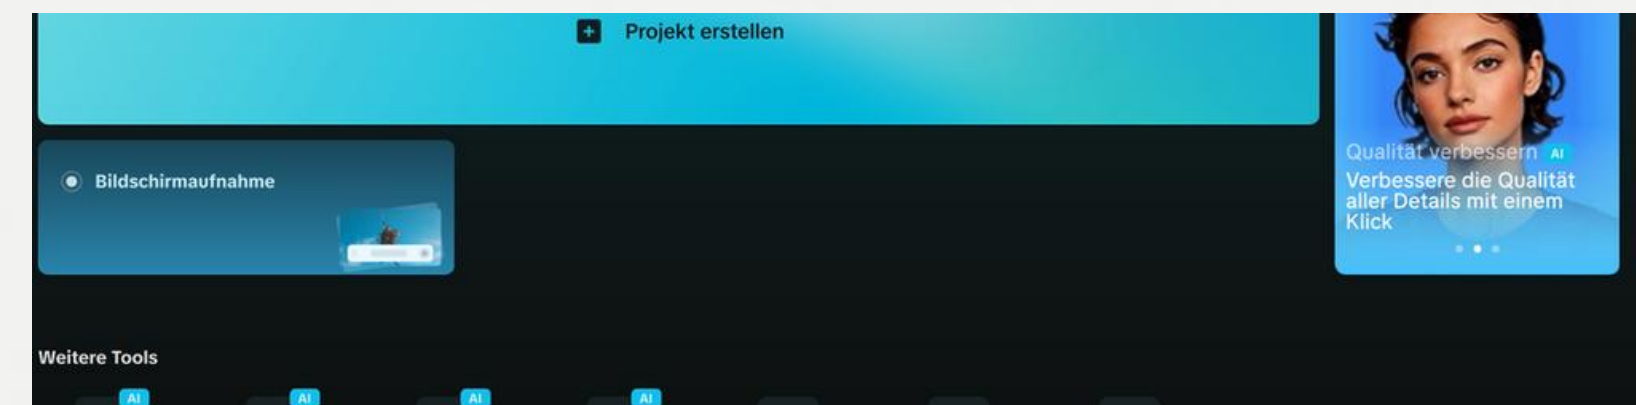 Projekt erstellen
Bildschirmaufnahme
Qualität verbessern AI
Verbessere die Qualität
aller Details mit einem
Klick
Weitere Tools
AI AI AI AI